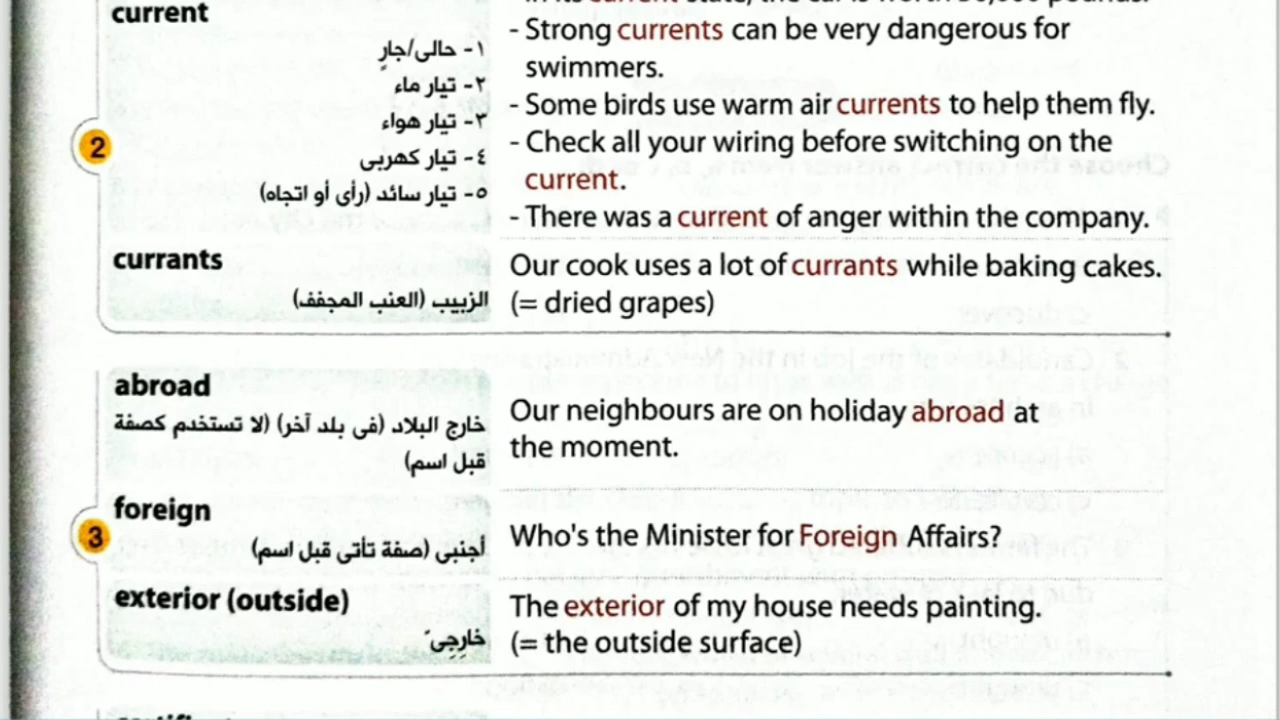 current
١- حالى/جارٍ
٢- تيار ماء
٣- تيار هواء
٤- تيار كهربى
٥- تيار سائد (رأى أو اتجاه)
- Strong currents can be very dangerous for
swimmers.
- Some birds use warm air currents to help them fly.
- Check all your wiring before switching on the
current.
- There was a current of anger within the company.
2
currants
الزبيب (العنب المجفف)
Our cook uses a lot of currants while baking cakes.
(= dried grapes)
abroad
خارج البلاد (فى بلد آخر) (لا تستخدم كصفة
قبل اسم)
Our neighbours are on holiday abroad at
the moment.
3
foreign
أجنبى (صفة تأتى قبل اسم)
Who's the Minister for Foreign Affairs?
exterior (outside)
خارجى
The exterior of my house needs painting.
(= the outside surface)